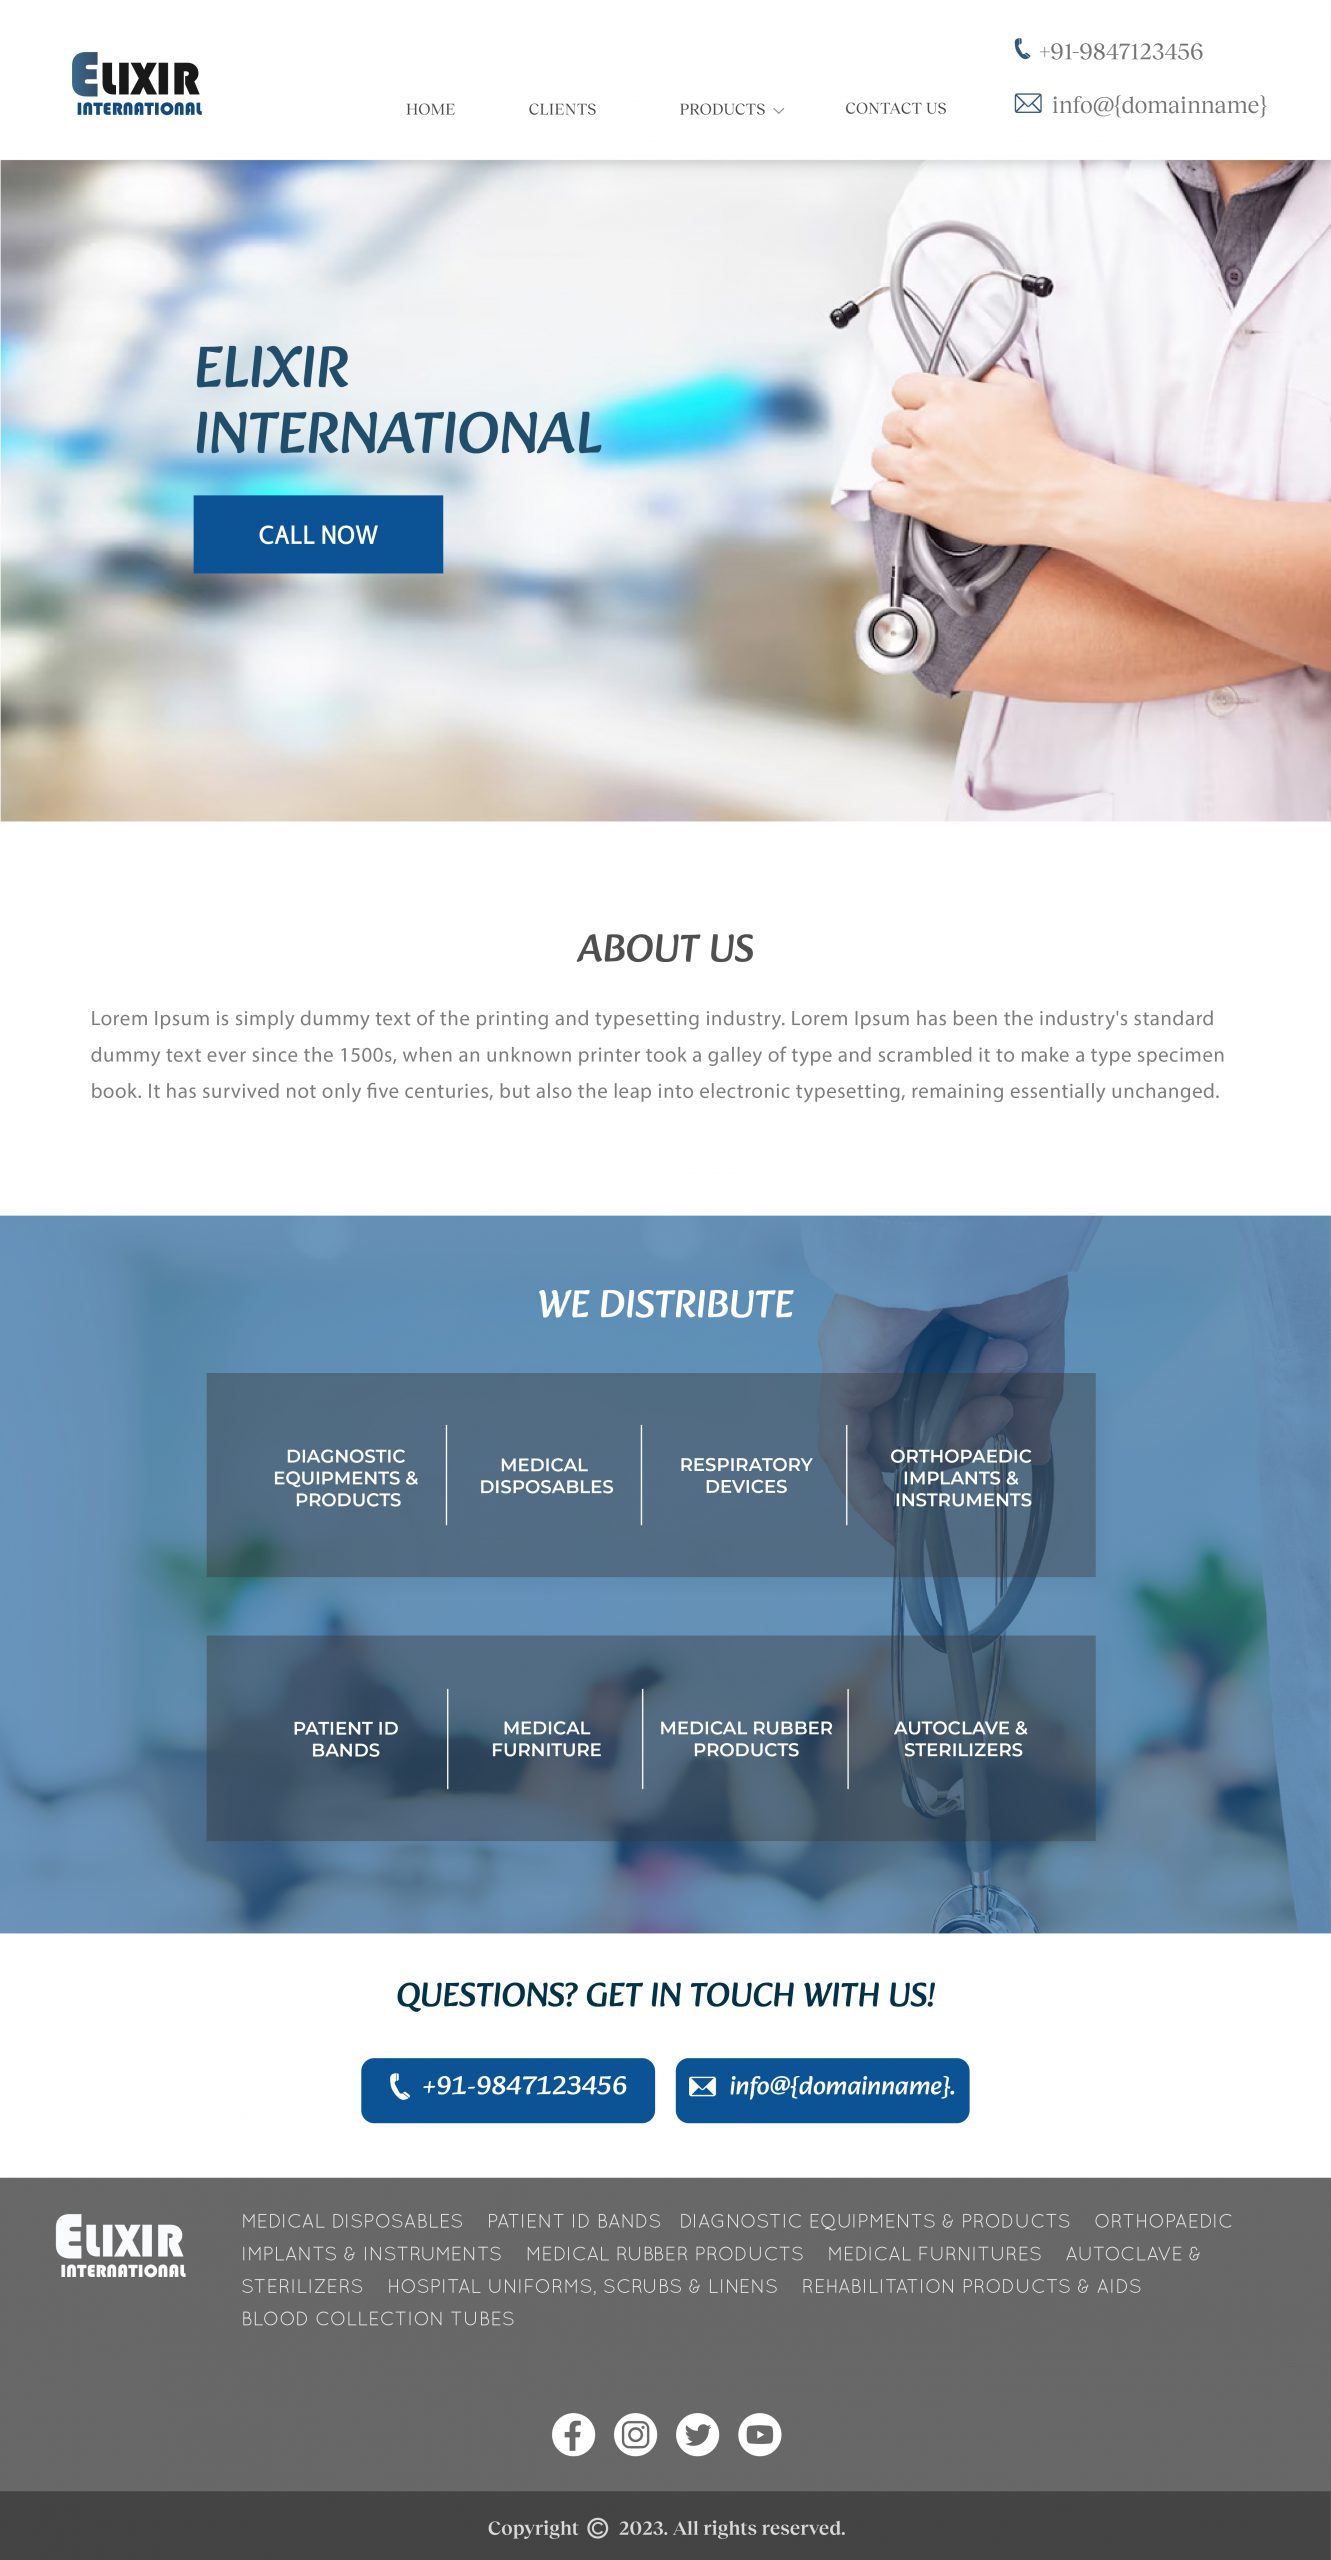 ELIXIR
INTERNATIONAL
HOME
CLIENTS
PRODUCTS
CONTACT US
+91-9847123456
info@{domainname}
ELIXIR
INTERNATIONAL
CALL NOW
ABOUT US
Lorem Ipsum is simply dummy text of the printing and typesetting industry. Lorem Ipsum has been the industry's standard
dummy text ever since the 1500s, when an unknown printer took a galley of type and scrambled it to make a type specimen
book. It has survived not only five centuries, but also the leap into electronic typesetting, remaining essentially unchanged.
WE DISTRIBUTE
DIAGNOSTIC
EQUIPMENTS &
PRODUCTS
MEDICAL
DISPOSABLES
RESPIRATORY
DEVICES
ORTHOPAEDIC
IMPLANTS &
INSTRUMENTS
PATIENT ID
BANDS
MEDICAL
FURNITURE
MEDICAL RUBBER
PRODUCTS
AUTOCLAVE &
STERILIZERS
QUESTIONS? GET IN TOUCH WITH US!
+91-9847123456
info@{domainname}.
ELIXIR
INTERNATIONAL
MEDICAL DISPOSABLES PATIENT ID BANDS DIAGNOSTIC EQUIPMENTS & PRODUCTS ORTHOPAEDIC
IMPLANTS & INSTRUMENTS MEDICAL RUBBER PRODUCTS MEDICAL FURNITURES AUTOCLAVE &
STERILIZERS HOSPITAL UNIFORMS, SCRUBS & LINENS REHABILITATION PRODUCTS & AIDS
BLOOD COLLECTION TUBES
Copyright © 2023. All rights reserved.